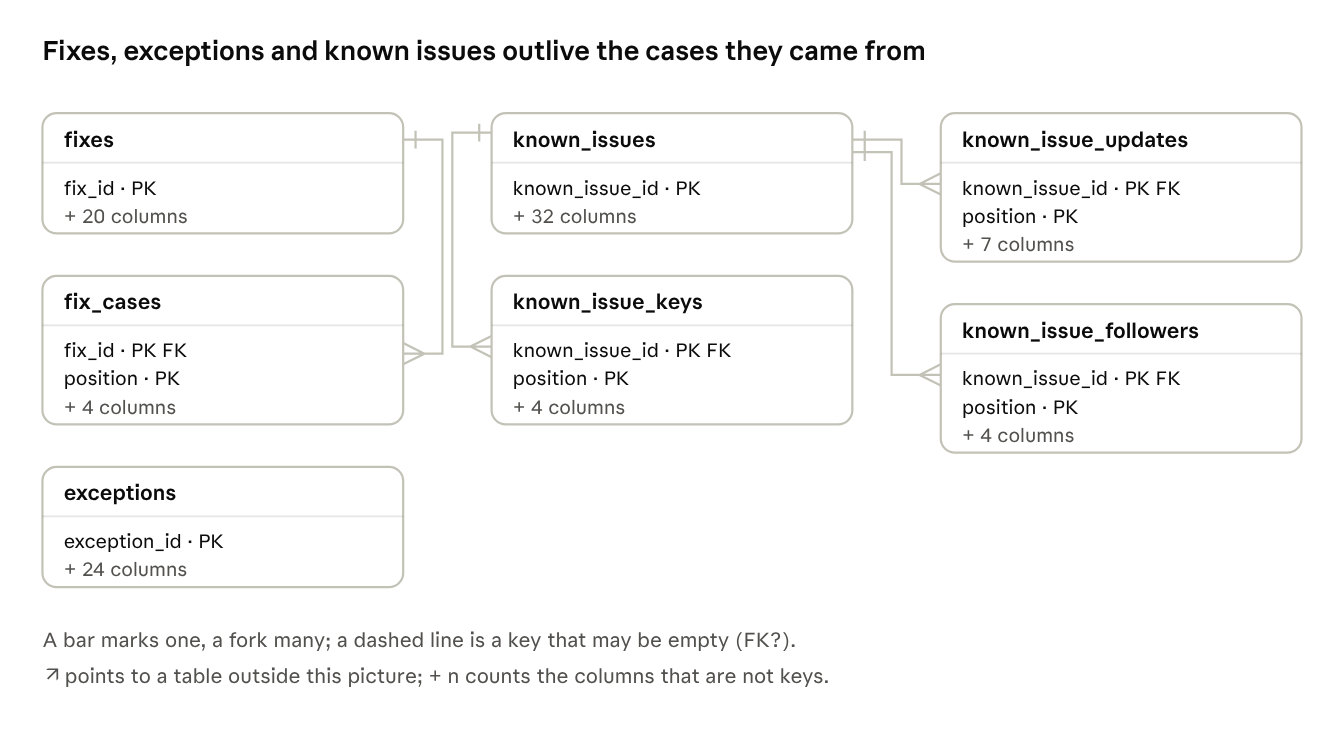 Fixes, exceptions and known issues outlive the cases they came from
fixes
fix_id · PK
+ 20 columns
known_issues
known_issue_id · PK
+ 32 columns
known_issue_updates
known_issue_id · PK FK
position · PK
+ 7 columns
fix_cases
fix_id · PK FK
position · PK
+ 4 columns
known_issue_keys
known_issue_id · PK FK
position · PK
+ 4 columns
known_issue_followers
known_issue_id · PK FK
position · PK
+ 4 columns
exceptions
exception_id · PK
+ 24 columns
A bar marks one, a fork many; a dashed line is a key that may be empty (FK?).
↗ points to a table outside this picture; + n counts the columns that are not keys.